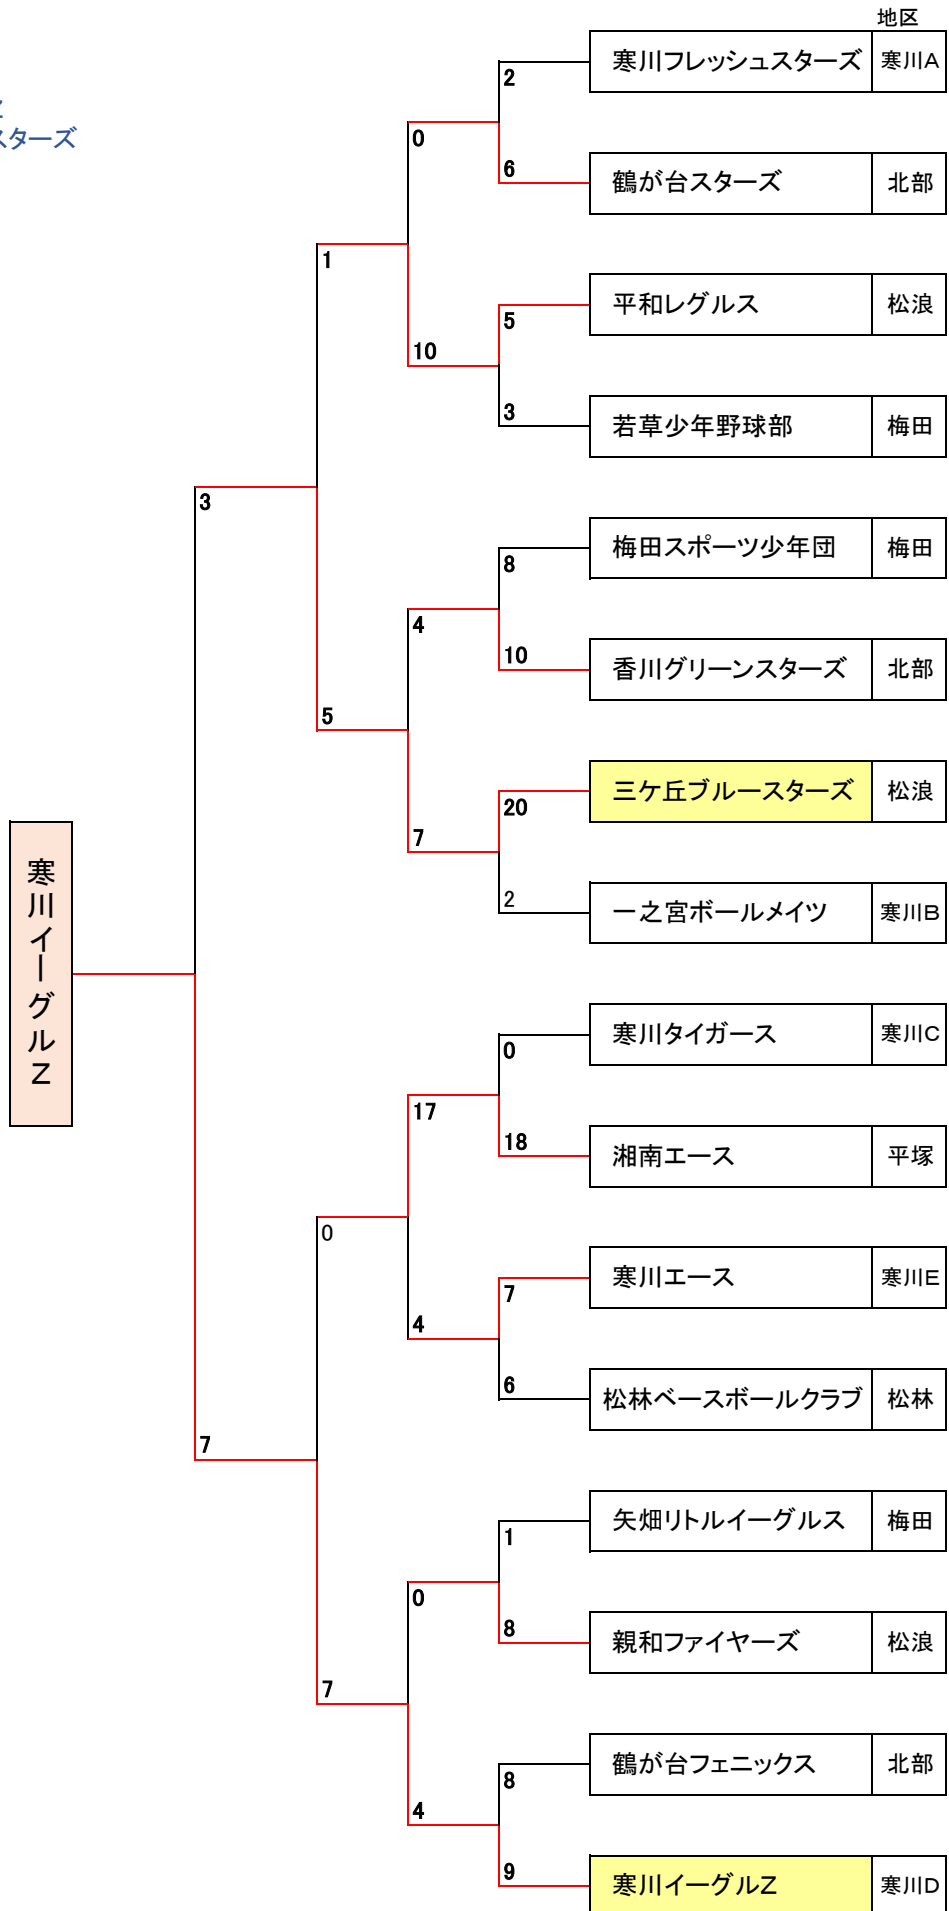 地区
寒川フレッシュスターズ 寒川A
2
スターズ
0
6
鶴が台スターズ 北部
1
平和レグルス 松浪
5
10
3
若草少年野球部 梅田
3
梅田スポーツ少年団 梅田
8
4
10
香川グリーンスターズ 北部
5
三ケ丘ブルースターズ 松浪
20
7
2
一之宮ボールメイツ 寒川B
寒川イーグルZ
寒川タイガース 寒川C
0
17
18
湘南エース 平塚
0
寒川エース 寒川E
7
4
6
松林ベースボールクラブ 松林
7
矢畑リトルイーグルス 梅田
1
0
8
親和ファイヤーズ 松浪
7
鶴が台フェニックス 北部
8
4
9
寒川イーグルZ 寒川D